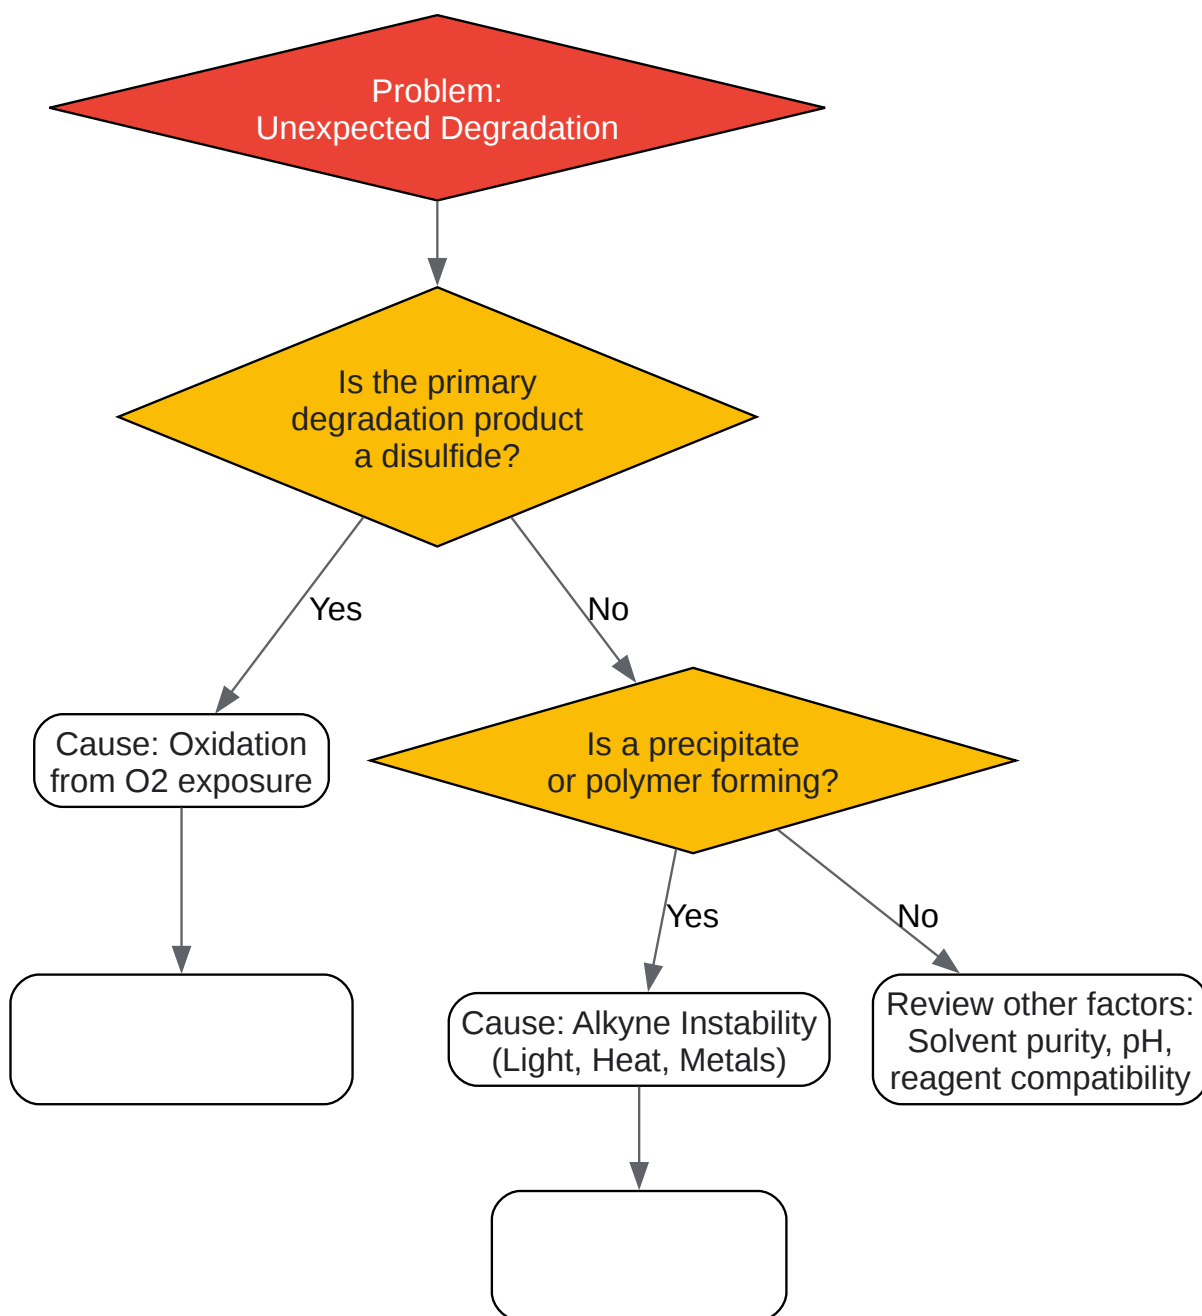 Problem:
Unexpected Degradation
Is the primary
degradation product
a disulfide?
Yes
No
Cause: Oxidation
from O2 exposure
Is a precipitate
or polymer forming?
Yes
No
Cause: Alkyne Instability
(Light, Heat, Metals)
Review other factors:
Solvent purity, pH,
reagent compatibility